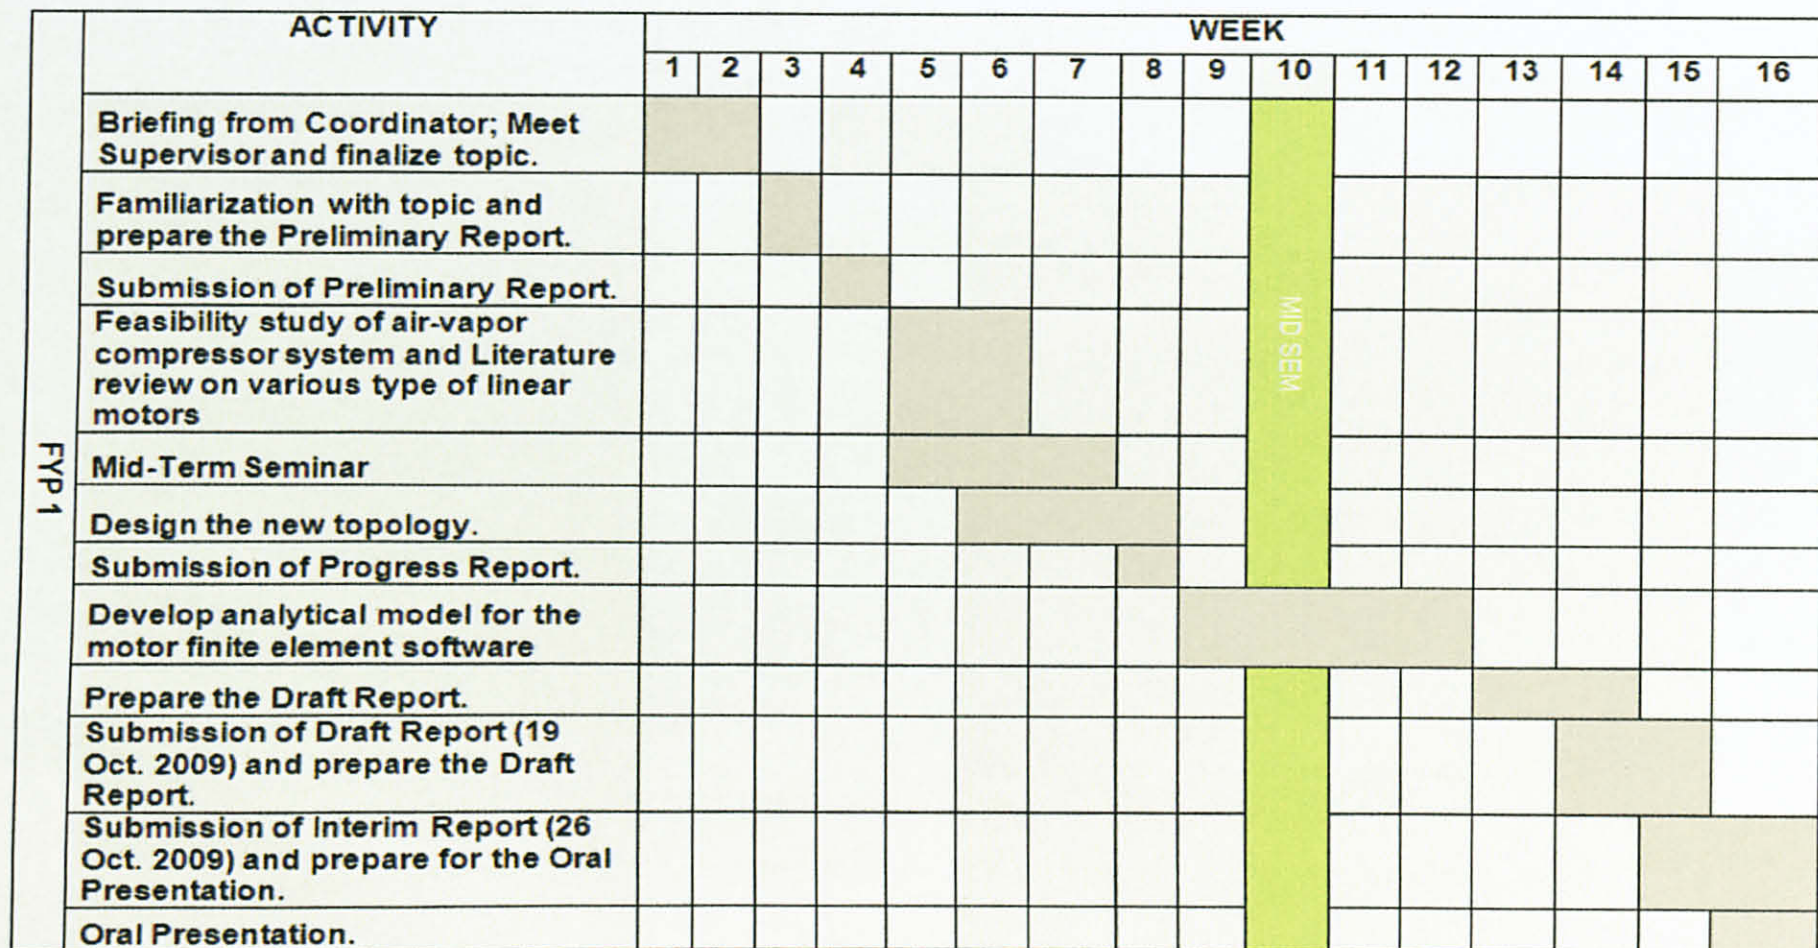 ACTIVITY
WEEK
1 2 3 4 5 6 7 8 9 10 11 12 13 14 15 16
Briefing from Coordinator; Meet
Supervisor and finalize topic.
Familiarization with topic and
prepare the Preliminary Report.
Submission of Preliminary Report.
Feasibility study of air-vapor
compressor system and Literature
review on various type of linear
motors
MID SEM
FYP 1
Mid-Term Seminar
Design the new topology.
Submission of Progress Report.
Develop analytical model for the
motor finite element software
Prepare the Draft Report.
Submission of Draft Report (19
Oct. 2009) and prepare the Draft
Report.
Submission of Interim Report (26
Oct. 2009) and prepare for the Oral
Presentation.
Oral Presentation.